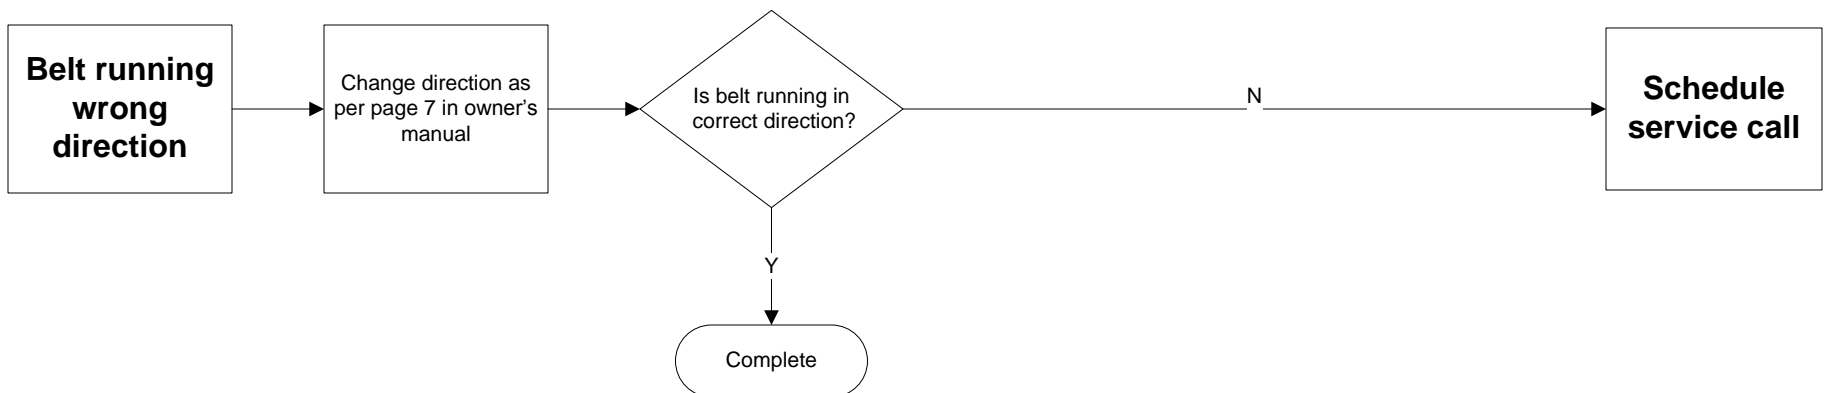 Belt running
wrong
direction
Change direction as
per page 7 in owner’s
manual
Is belt running in
correct direction?
N
Schedule
service call
Y
Complete